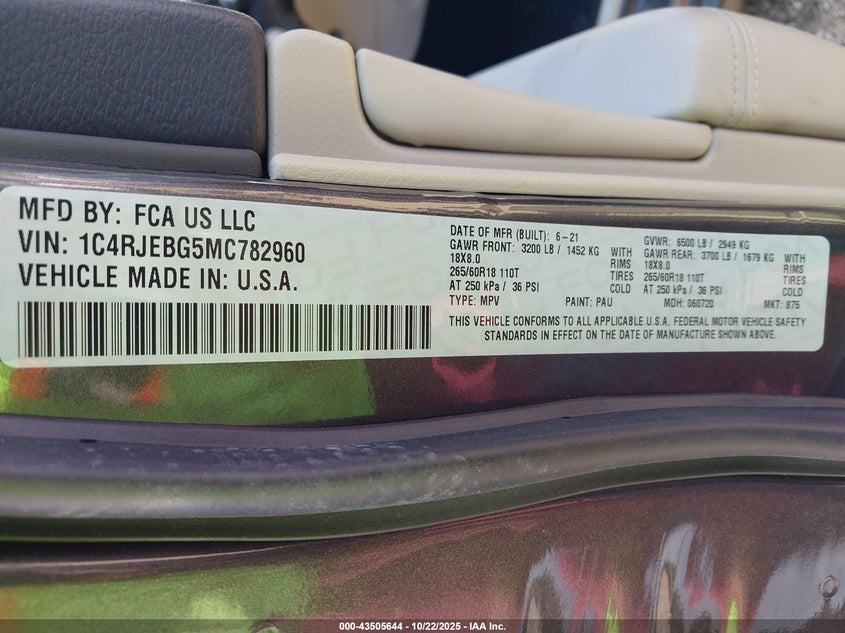 MFD BY: FCA US LLC
VIN: 1C4RJEBG5MC782960
VEHICLE MADE IN: U.S.A.
DATE OF MFR (BUILT): 6-21 GVWR: 6500 LB / 2949 KG
GAWR FRONT: 3200 LB / 1452 KG WITH GAWR REAR: 3700 LB / 1679 KG WITH
18X8.0 RIMS 18X8.0 RIMS
265/60R18 110T TIRES 265/60R18 110T TIRES
AT 250 kPa / 36 PSI COLD AT 250 kPa / 36 PSI COLD
TYPE: MPV PAINT: PAU MDH: 060720 MKT: 875
THIS VEHICLE CONFORMS TO ALL APPLICABLE U.S.A. FEDERAL MOTOR VEHICLE SAFETY
STANDARDS IN EFFECT ON THE DATE OF MANUFACTURE SHOWN ABOVE.
000-43505644 - 10/22/2025 - IAA Inc.